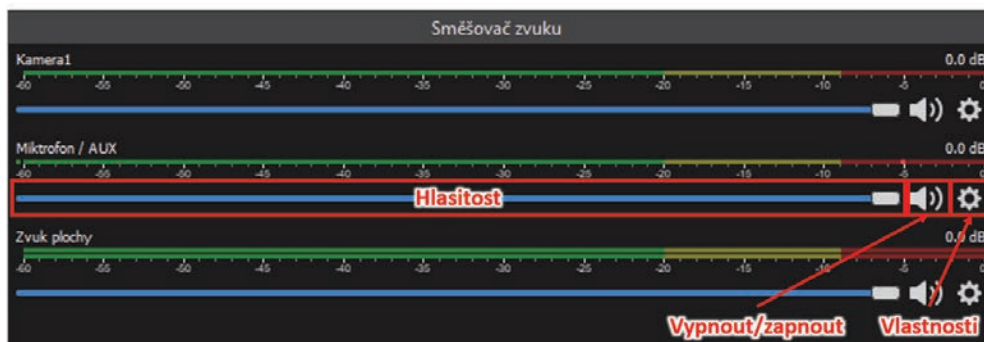 Směšovač zvuku
Kamera1 0.0 dB
-60 -55 -50 -45 -40 -35 -30 -25 -20 -15 -10 -5 0
Miktrofon / AUX 0.0 dB
-60 -55 -50 -45 -40 -35 -30 -25 -20 -15 -10 -5 0
Hlasitost
Zvuk plochy 0.0 dB
-60 -55 -50 -45 -40 -35 -30 -25 -20 -15 -10 -5 0
Vypnout/zapnout Vlastnosti